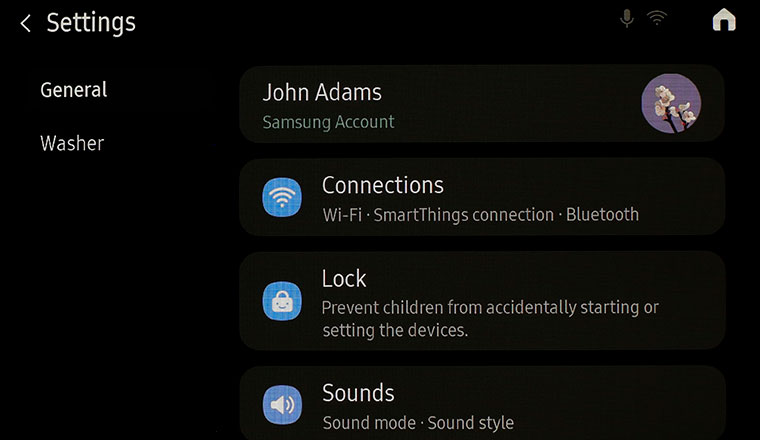 Settings
General
Washer
John Adams
Samsung Account
Connections
Wi-Fi · SmartThings connection · Bluetooth
Lock
Prevent children from accidentally starting or
setting the devices.
Sounds
Sound mode · Sound style